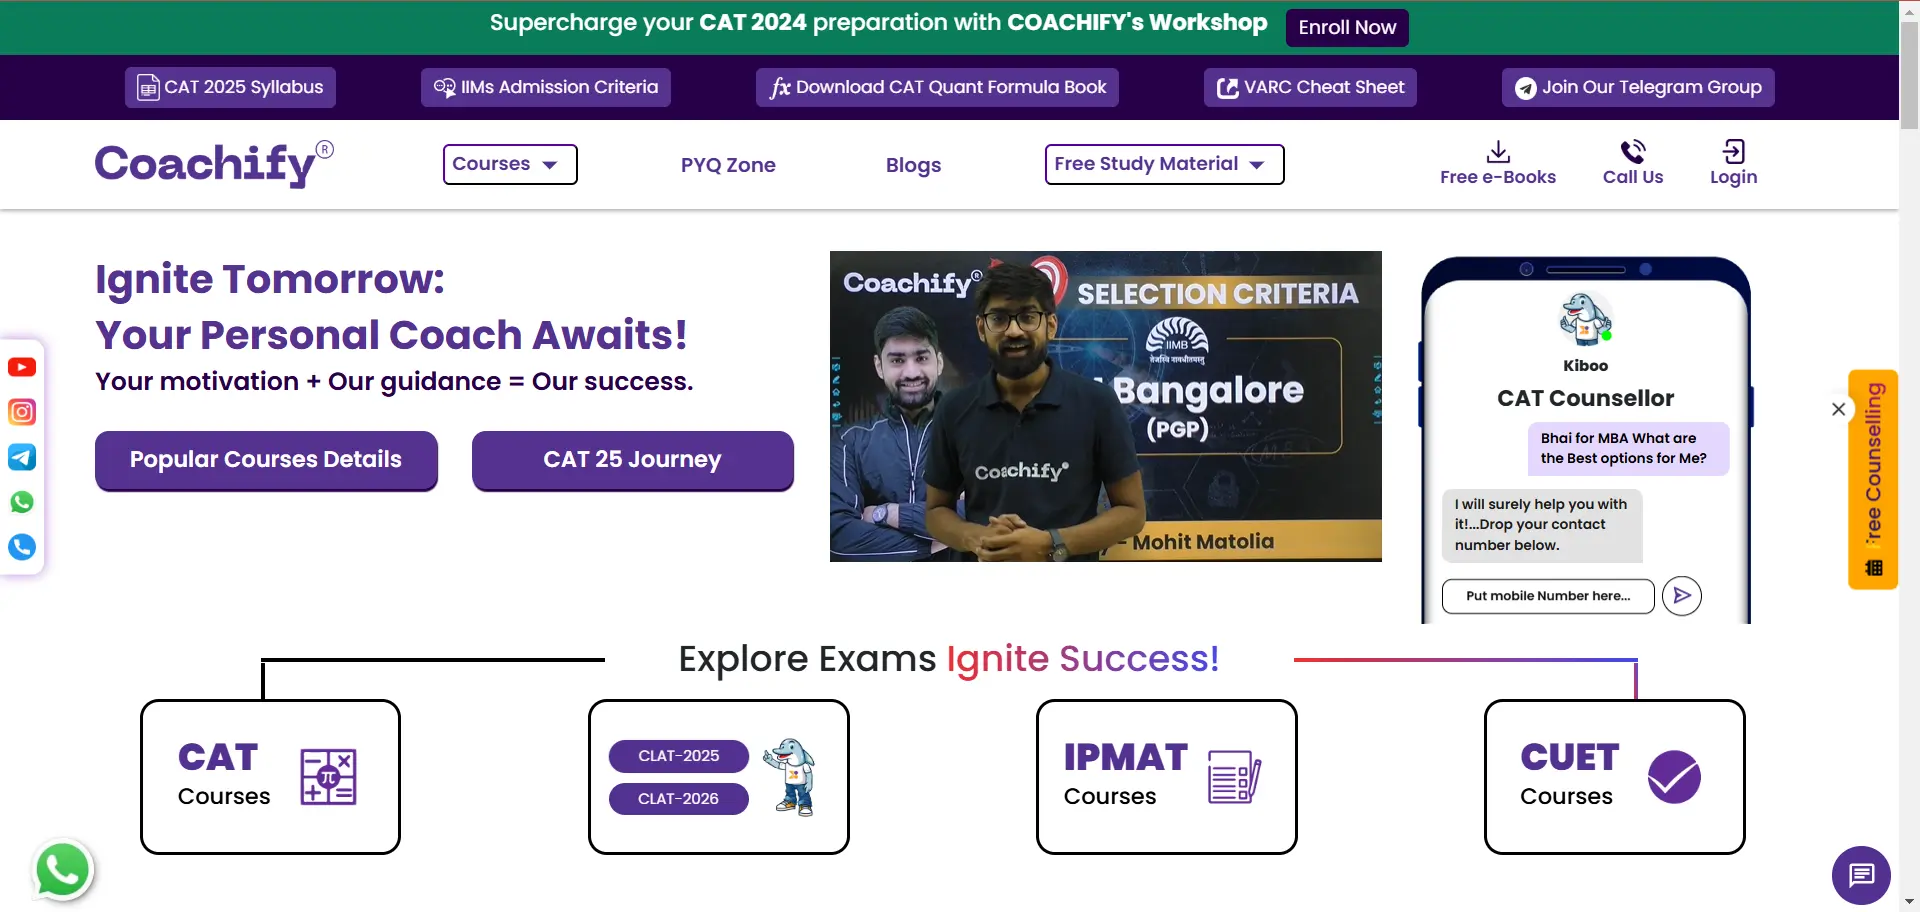 Supercharge your CAT 2024 preparation with COACHIFY's Workshop
Enroll Now
CAT 2025 Syllabus
IIMs Admission Criteria
fx Download CAT Quant Formula Book
VARC Cheat Sheet
Join Our Telegram Group
Coachify®
Courses
PYQ Zone
Blogs
Free Study Material
Free e-Books
Call Us
Login
Ignite Tomorrow:
Your Personal Coach Awaits!
Your motivation + Our guidance = Our success.
Popular Courses Details
CAT 25 Journey
Coachify®
SELECTION CRITERIA
IIMB
तेजस्वि नावधीतमस्तु
Bangalore
(PGP)
Coachify®
- Mohit Matolia
Kiboo
CAT Counsellor
Bhai for MBA What are
the Best options for Me?
I will surely help you with
it!...Drop your contact
number below.
Put mobile Number here...
Free Counselling
Explore Exams Ignite Success!
CAT
Courses
CLAT-2025
CLAT-2026
IPMAT
Courses
CUET
Courses